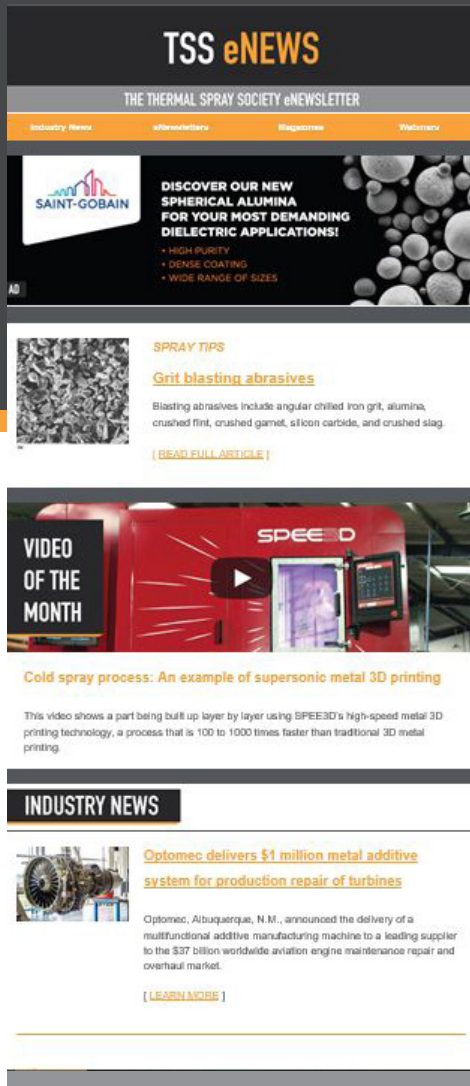 TSS eNEWS
THE THERMAL SPRAY SOCIETY eNEWSLETTER
Industry News eNewsletters Magazines Webinars
SAINT-GOBAIN
DISCOVER OUR NEW
SPHERICAL ALUMINA
FOR YOUR MOST DEMANDING
DIELECTRIC APPLICATIONS!
• HIGH PURITY
• DENSE COATING
• WIDE RANGE OF SIZES
AD
SPRAY TIPS
Grit blasting abrasives
Blasting abrasives include angular chilled iron grit, alumina,
crushed flint, crushed garnet, silicon carbide, and crushed slag.
[ READ FULL ARTICLE ]
VIDEO
OF THE
MONTH
SPEE3D
Cold spray process: An example of supersonic metal 3D printing
This video shows a part being built up layer by layer using SPEE3D's high-speed metal 3D
printing technology, a process that is 100 to 1000 times faster than traditional 3D metal
printing.
INDUSTRY NEWS
Optomec delivers $1 million metal additive
system for production repair of turbines
Optomec, Albuquerque, N.M., announced the delivery of a
multifunctional additive manufacturing machine to a leading supplier
to the $37 billion worldwide aviation engine maintenance repair and
overhaul market.
[ LEARN MORE ]